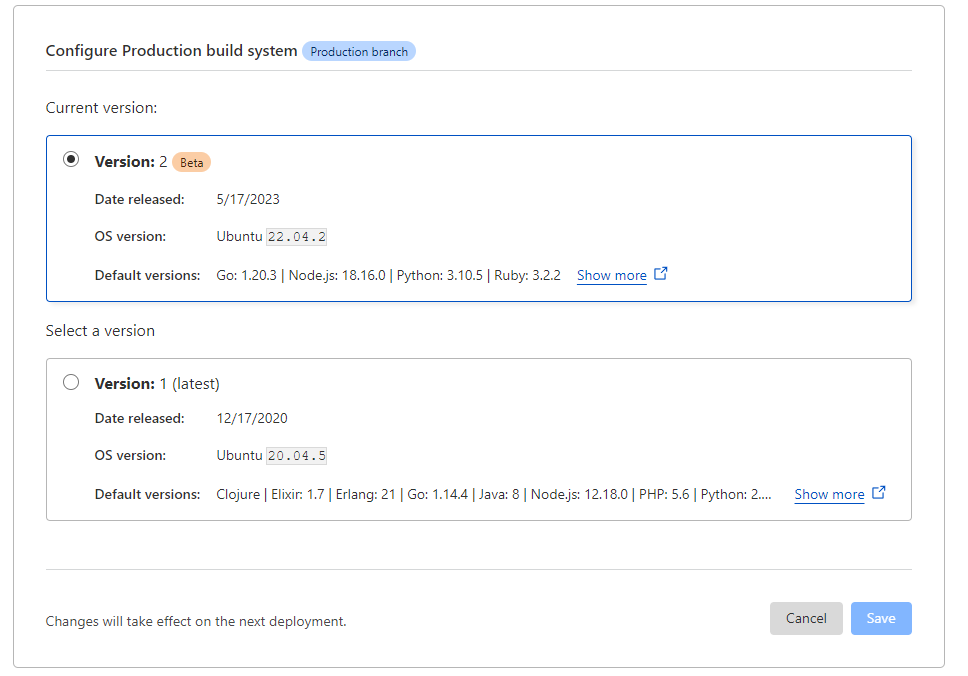 Configure Production build system Production branch
Current version:
Version: 2 Beta
Date released: 5/17/2023
OS version: Ubuntu 22.04.2
Default versions: Go: 1.20.3 | Node.js: 18.16.0 | Python: 3.10.5 | Ruby: 3.2.2 Show more
Select a version
Version: 1 (latest)
Date released: 12/17/2020
OS version: Ubuntu 20.04.5
Default versions: Clojure | Elixir: 1.7 | Erlang: 21 | Go: 1.14.4 | Java: 8 | Node.js: 12.18.0 | PHP: 5.6 | Python: 2.... Show more
Changes will take effect on the next deployment. Cancel Save